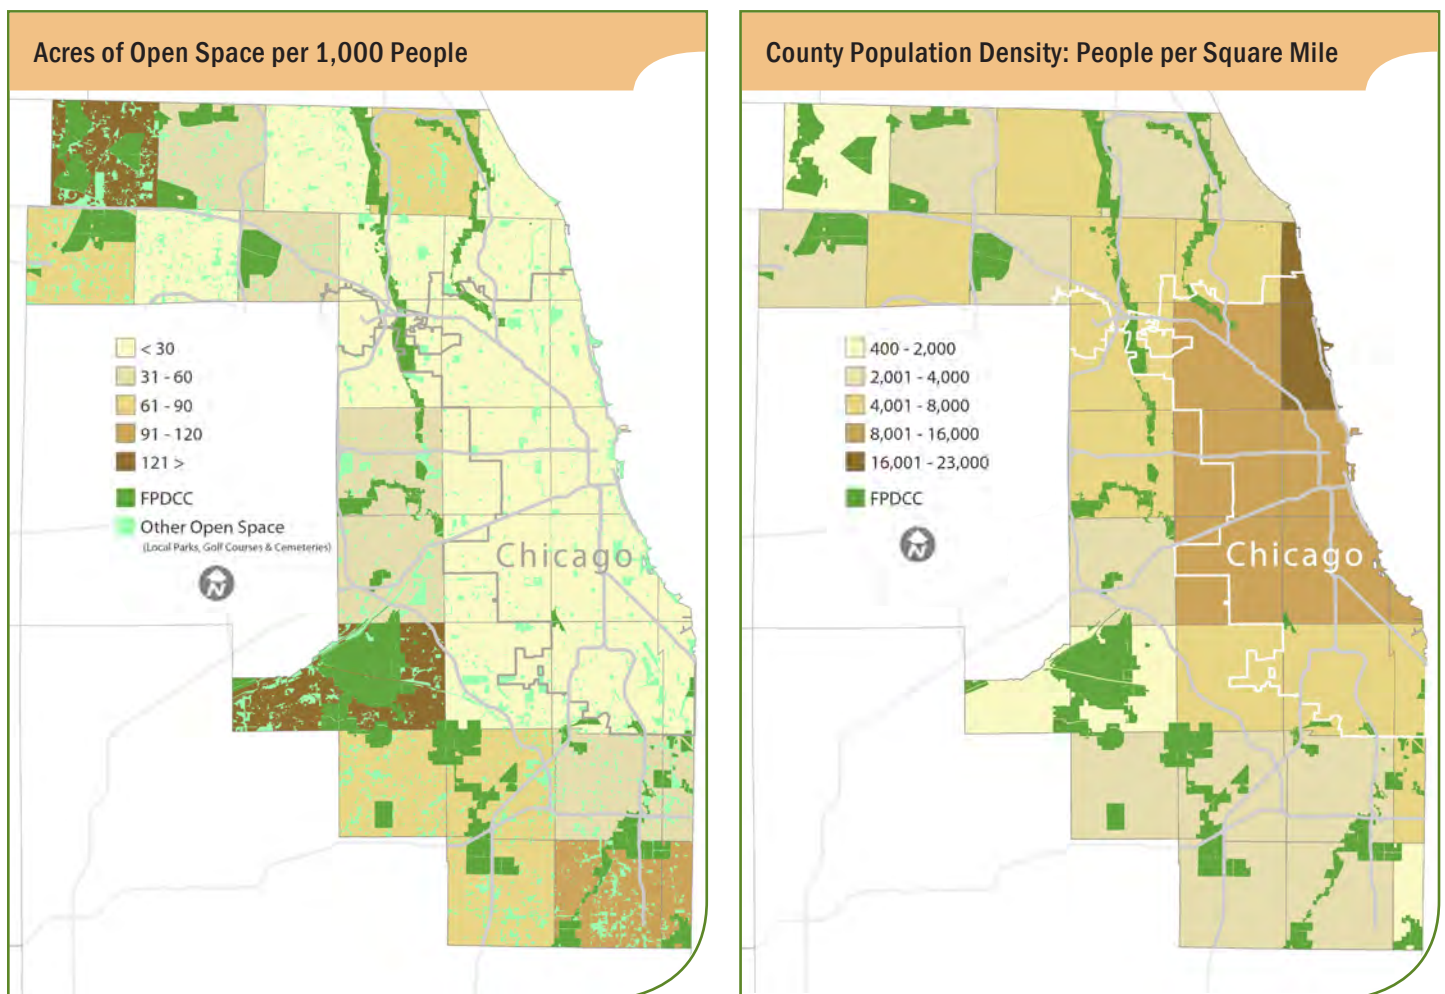 Acres of Open Space per 1,000 People
< 30
31 - 60
61 - 90
91 - 120
121 >
FPDCC
Other Open Space
(Local Parks, Golf Courses & Cemeteries)
N
Chicago
County Population Density: People per Square Mile
400 - 2,000
2,001 - 4,000
4,001 - 8,000
8,001 - 16,000
16,001 - 23,000
FPDCC
N
Chicago